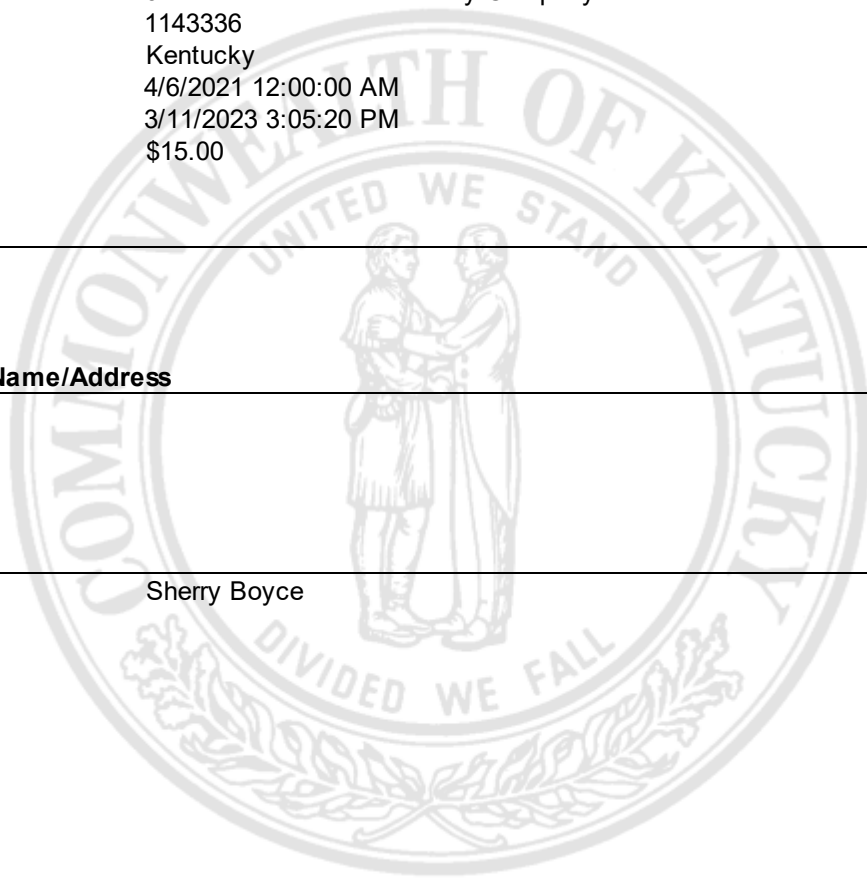 1143336
Kentucky
4/6/2021 12:00:00 AM
3/11/2023 3:05:20 PM
$15.00
COMMONWEALTH OF KENTUCKY
UNITED WE STAND
Name/Address
Sherry Boyce
DIVIDED WE FALL